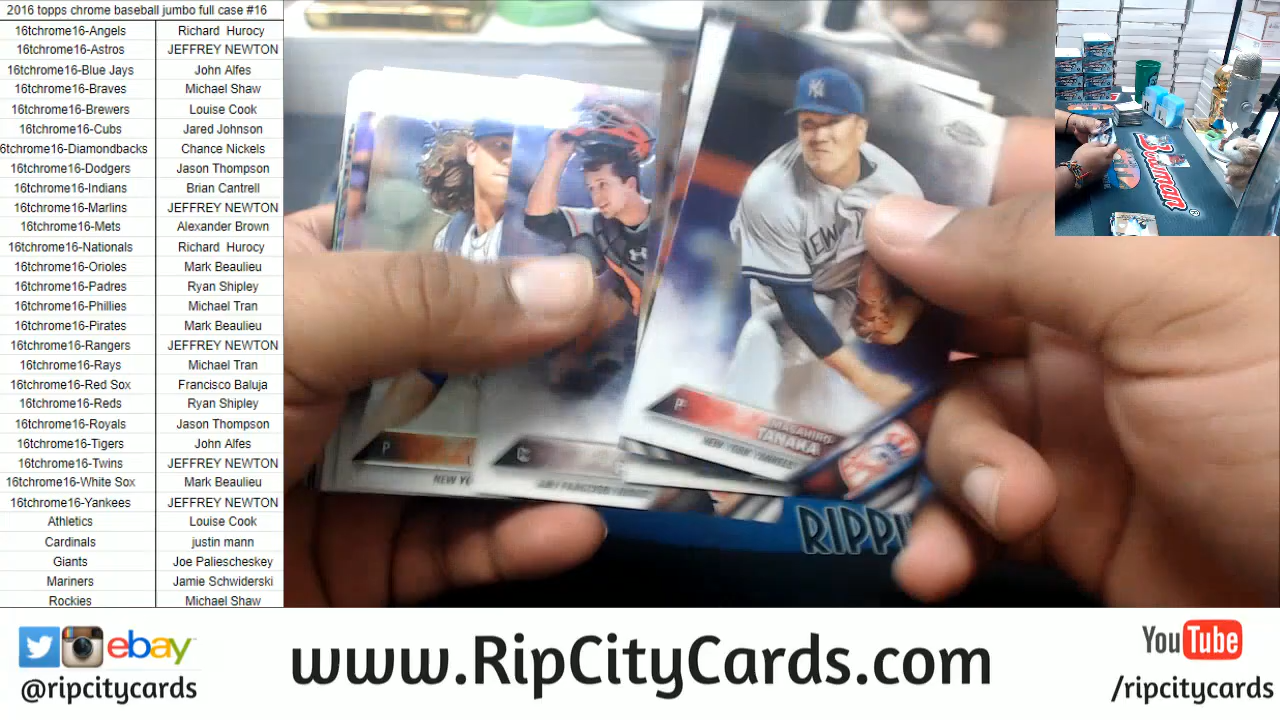 2016 topps chrome baseball jumbo full case #16
16tchrome16-Angels Richard Hurocy
16tchrome16-Astros JEFFREY NEWTON
16tchrome16-Blue Jays John Alfes
16tchrome16-Braves Michael Shaw
16tchrome16-Brewers Louise Cook
16tchrome16-Cubs Jared Johnson
6tchrome16-Diamondbacks Chance Nickels
16tchrome16-Dodgers Jason Thompson
16tchrome16-Indians Brian Cantrell
16tchrome16-Marlins JEFFREY NEWTON
16tchrome16-Mets Alexander Brown
16tchrome16-Nationals Richard Hurocy
16tchrome16-Orioles Mark Beaulieu
16tchrome16-Padres Ryan Shipley
16tchrome16-Phillies Michael Tran
16tchrome16-Pirates Mark Beaulieu
16tchrome16-Rangers JEFFREY NEWTON
16tchrome16-Rays Michael Tran
16tchrome16-Red Sox Francisco Baluja
16tchrome16-Reds Ryan Shipley
16tchrome16-Royals Jason Thompson
16tchrome16-Tigers John Alfes
16tchrome16-Twins JEFFREY NEWTON
16tchrome16-White Sox Mark Beaulieu
16tchrome16-Yankees JEFFREY NEWTON
Athletics Louise Cook
Cardinals justin mann
Giants Joe Paliescheskey
Mariners Jamie Schwiderski
Rockies Michael Shaw
NEW Y
P
MASAHIRO
TANAKA
NEW YORK YANKEES
P
NEW YO
RIPPI
Bowman
ebay
@ripcitycards
www.RipCityCards.com
YouTube
/ripcitycards